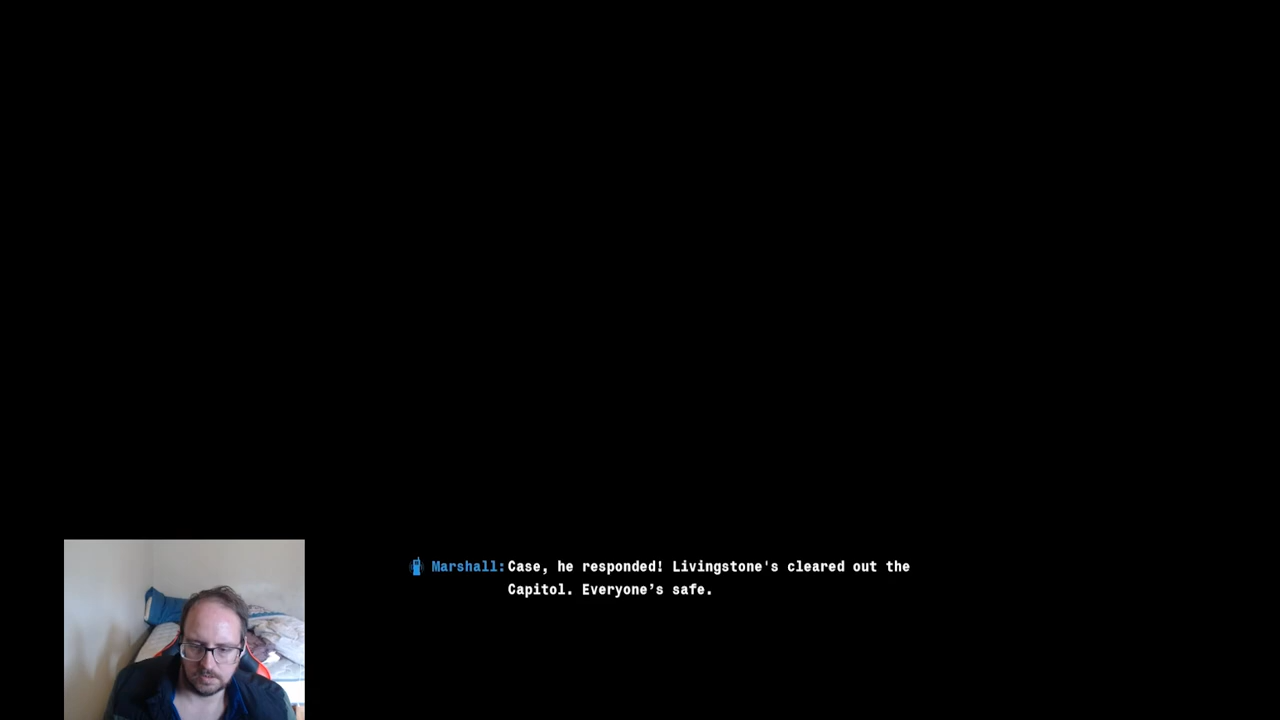 Marshall: Case, he responded! Livingstone's cleared out the
Capitol. Everyone’s safe.